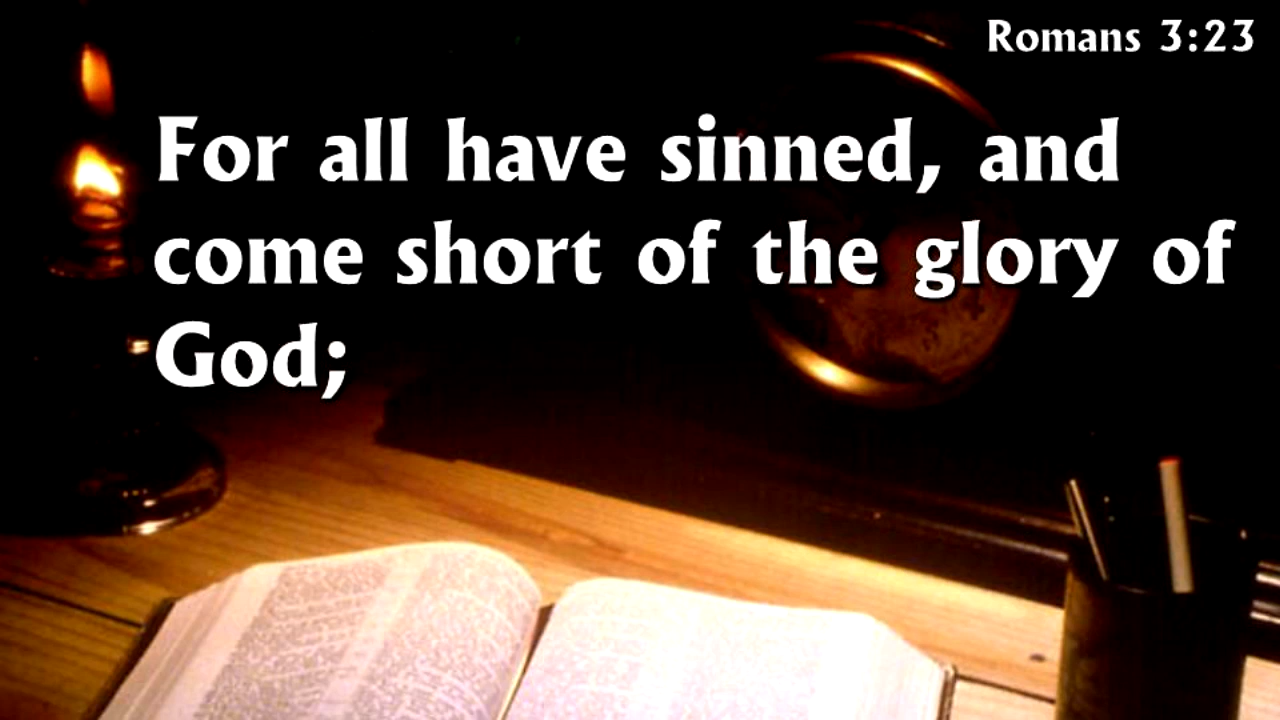 Romans 3:23
For all have sinned, and
come short of the glory of
God;